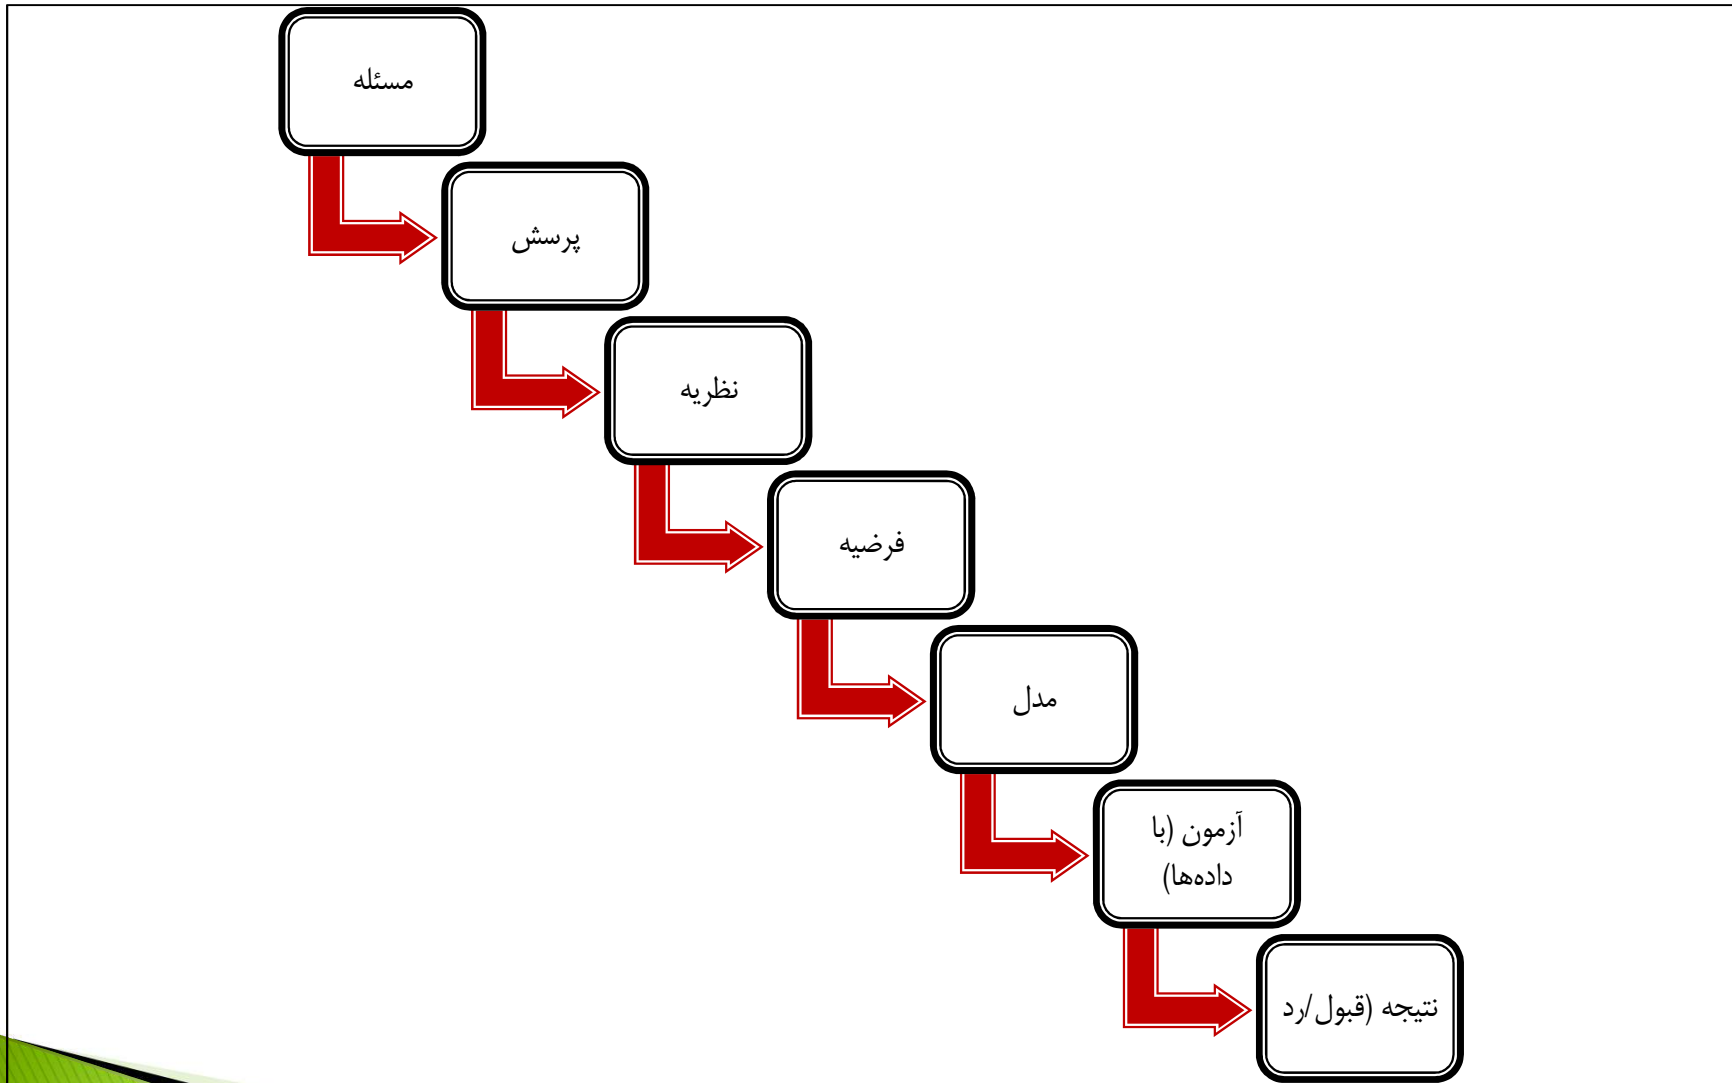 مسئله
پرسش
نظریه
فرضیه
مدل
آزمون (با
داده‌ها)
نتیجه (قبول/رد